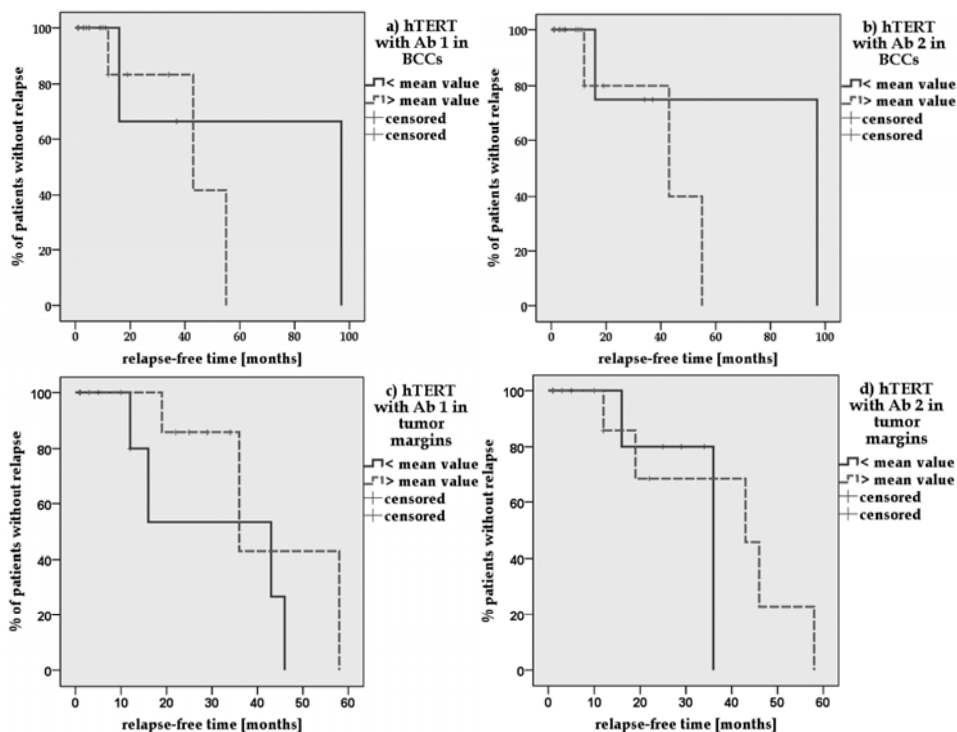 a) hTERT
with Ab 1 in
BCCs
< mean value
> mean value
censored
censored
% of patients without relapse
100
80
60
40
20
0
0 20 40 60 80 100
relapse-free time [months]
b) hTERT
with Ab 2 in
BCCs
< mean value
> mean value
censored
censored
% of patients without relapse
100
80
60
40
20
0
0 20 40 60 80 100
relapse-free time [months]
c) hTERT
with Ab 1 in
tumor
margins
< mean value
> mean value
censored
censored
% of patients without relapse
100
80
60
40
20
0
0 10 20 30 40 50 60
relapse-free time [months]
d) hTERT
with Ab 2 in
tumor
margins
< mean value
> mean value
censored
censored
% patients without relapse
100
80
60
40
20
0
0 10 20 30 40 50 60
relapse-free time [months]